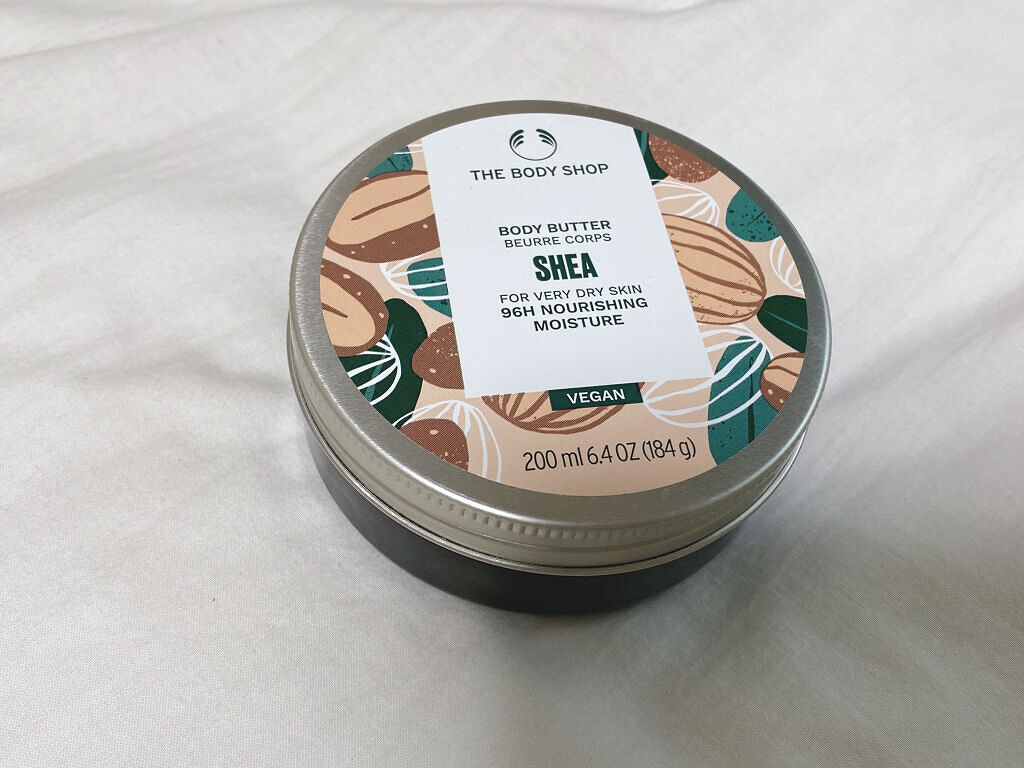 THE BODY SHOP
BODY BUTTER
BEURRE CORPS
SHEA
FOR VERY DRY SKIN
96H NOURISHING
MOISTURE
VEGAN
200 ml 6.4 OZ (184 g)